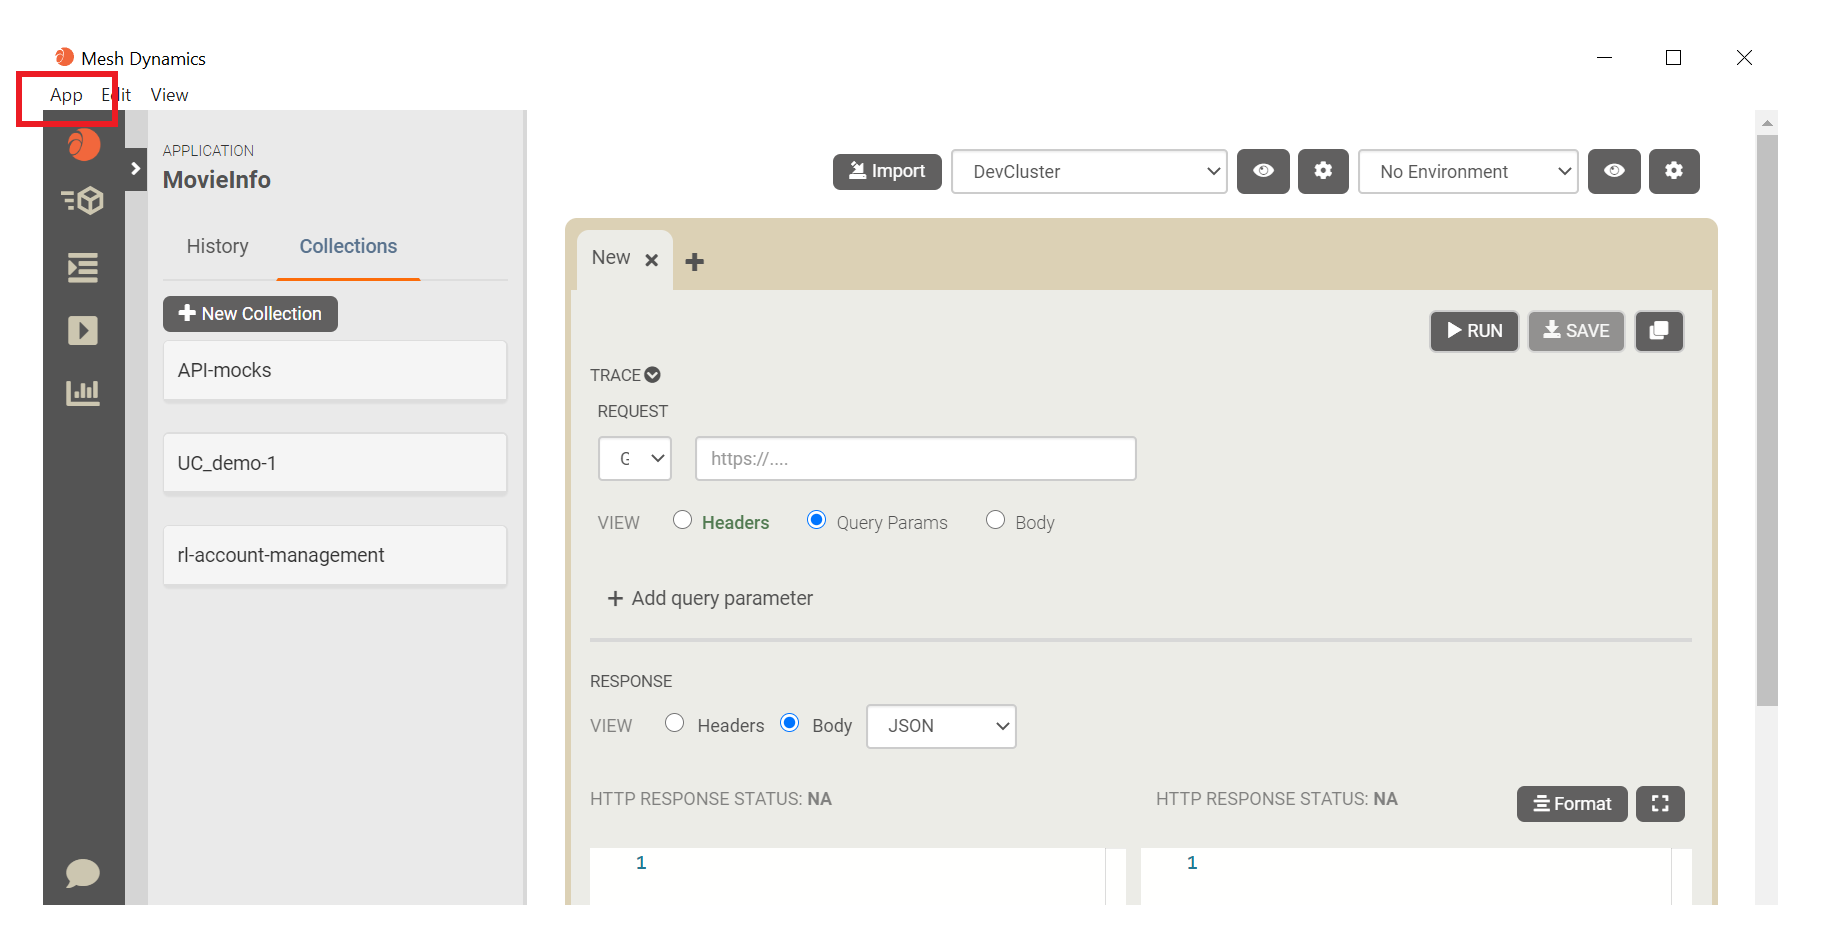 Mesh Dynamics
App Edit View
APPLICATION
MovieInfo
History Collections
New Collection
API-mocks
UC_demo-1
rl-account-management
Import DevCluster No Environment
New
RUN SAVE
TRACE
REQUEST
G https://....
VIEW Headers Query Params Body
+ Add query parameter
RESPONSE
VIEW Headers Body JSON
HTTP RESPONSE STATUS: NA HTTP RESPONSE STATUS: NA Format
1 1